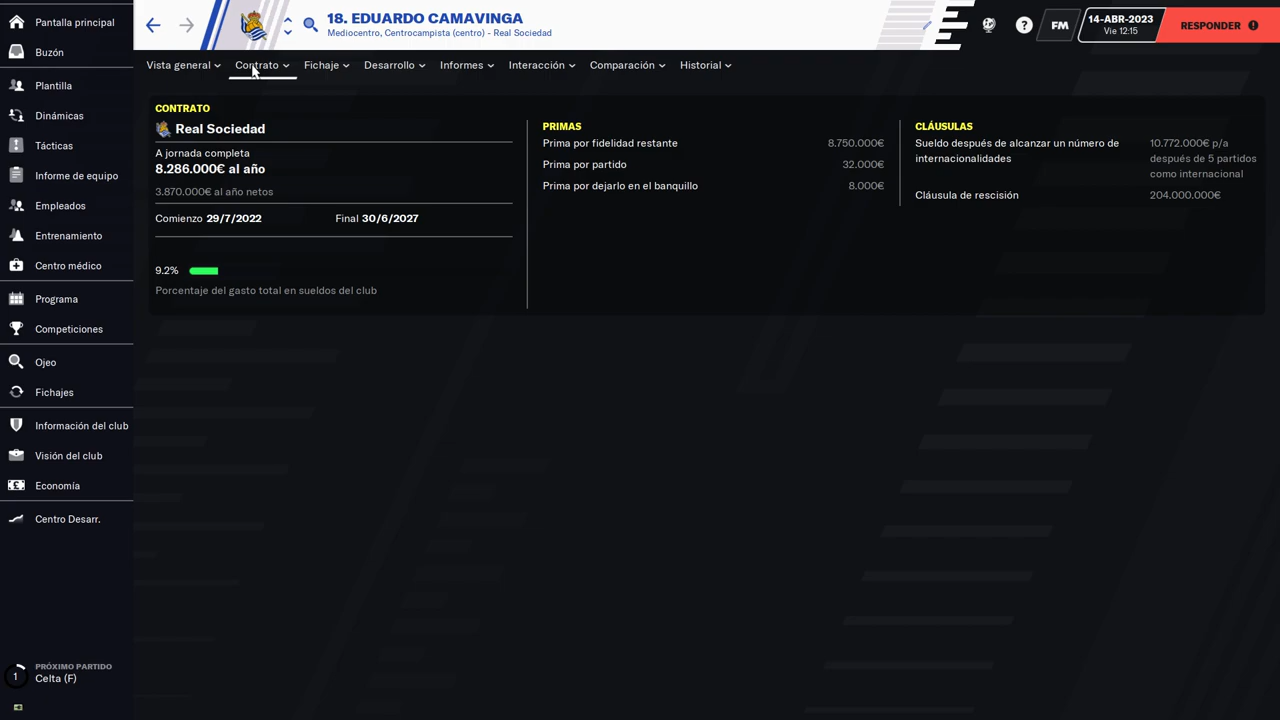 Pantalla principal
Buzón
Plantilla
Dinámicas
Tácticas
Informe de equipo
Empleados
Entrenamiento
Centro médico
Programa
Competiciones
Ojeo
Fichajes
Información del club
Visión del club
Economía
Centro Desarr.
1
PRÓXIMO PARTIDO
Celta (F)
18. EDUARDO CAMAVINGA
Mediocentro, Centrocampista (centro) - Real Sociedad
?
FM
14-ABR-2023
Vie 12:15
RESPONDER
Vista general Contrato Fichaje Desarrollo Informes Interacción Comparación Historial
CONTRATO
Real Sociedad
A jornada completa
8.286.000€ al año
3.870.000€ al año netos
Comienzo 29/7/2022 Final 30/6/2027
9.2%
Porcentaje del gasto total en sueldos del club
PRIMAS
Prima por fidelidad restante 8.750.000€
Prima por partido 32.000€
Prima por dejarlo en el banquillo 8.000€
CLÁUSULAS
Sueldo después de alcanzar un número de
internacionalidades
10.772.000€ p/a
después de 5 partidos
como internacional
Cláusula de rescisión 204.000.000€